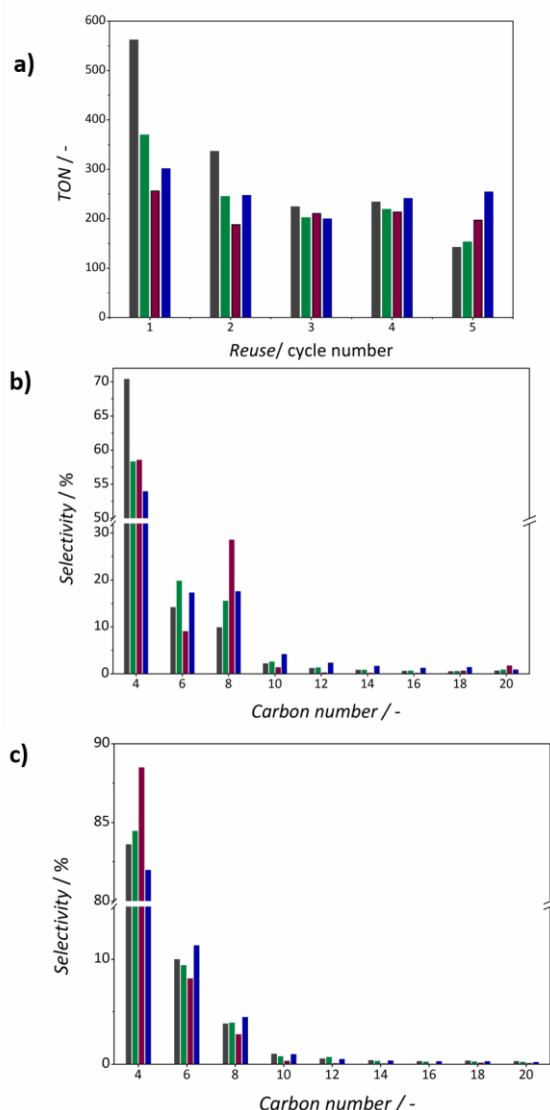 a)
600
500
400
300
200
100
0
TON / -
1 2 3 4 5
Reuse/ cycle number
b)
70
65
60
55
50
30
20
10
0
Selectivity / %
4 6 8 10 12 14 16 18 20
Carbon number / -
c)
90
85
80
10
0
Selectivity / %
4 6 8 10 12 14 16 18 20
Carbon number / -